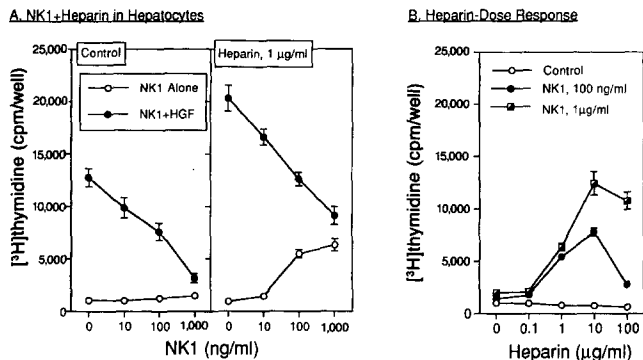 A. NK1+Heparin in Hepatocytes
Control
Heparin, 1 µg/ml
NK1 Alone
NK1+HGF
[³H]thymidine (cpm/well)
25,000
20,000
15,000
10,000
5,000
0
0 10 100 1,000
0 10 100 1,000
NK1 (ng/ml)
B. Heparin-Dose Response
Control
NK1, 100 ng/ml
NK1, 1µg/ml
[³H]thymidine (cpm/well)
25,000
20,000
15,000
10,000
5,000
0
0 0.1 1 10 100
Heparin (µg/ml)